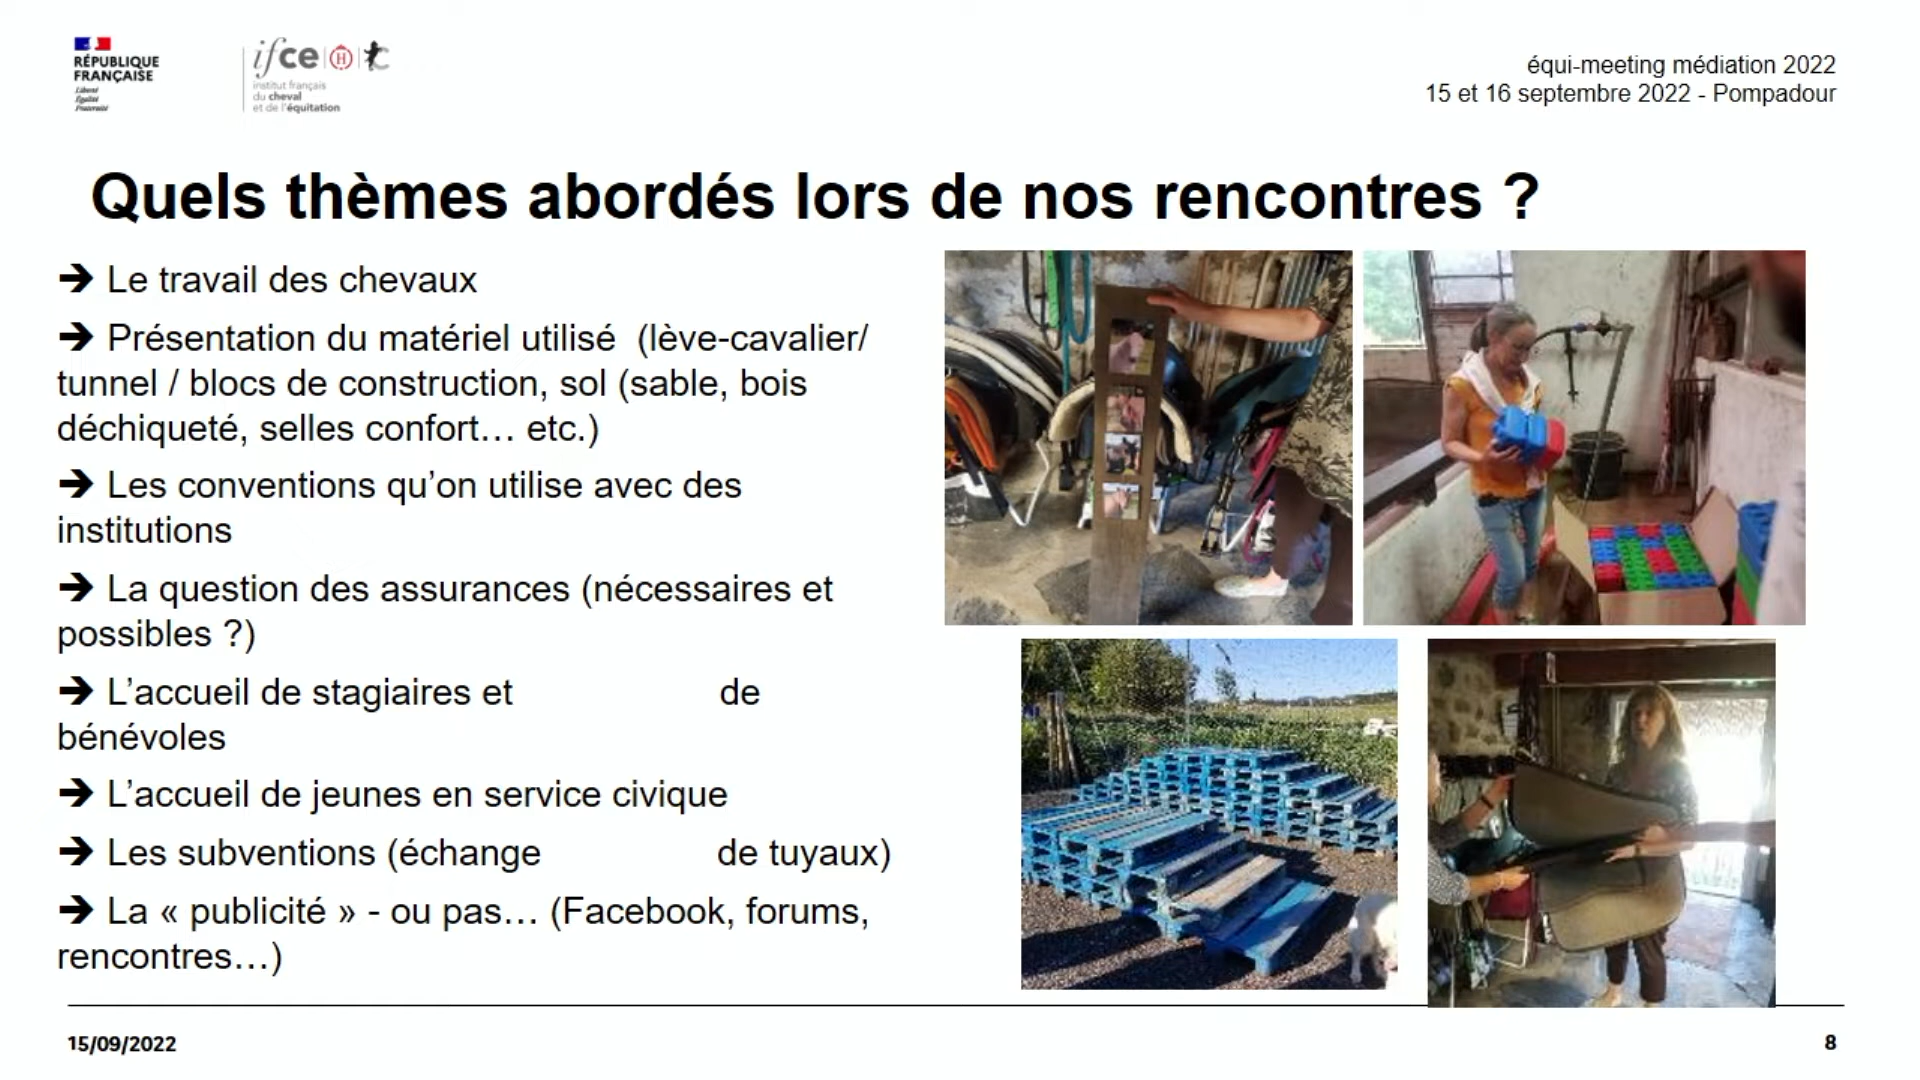 RÉPUBLIQUE
FRANÇAISE
Liberté
Égalité
Fraternité
ifce
institut français
du cheval
et de l'équitation
équi-meeting médiation 2022
15 et 16 septembre 2022 - Pompadour
Quels thèmes abordés lors de nos rencontres ?
➔ Le travail des chevaux
➔ Présentation du matériel utilisé (lève-cavalier/
tunnel / blocs de construction, sol (sable, bois
déchiqueté, selles confort… etc.)
➔ Les conventions qu’on utilise avec des
institutions
➔ La question des assurances (nécessaires et
possibles ?)
➔ L’accueil de stagiaires et de
bénévoles
➔ L’accueil de jeunes en service civique
➔ Les subventions (échange de tuyaux)
➔ La « publicité » - ou pas… (Facebook, forums,
rencontres…)
15/09/2022
8